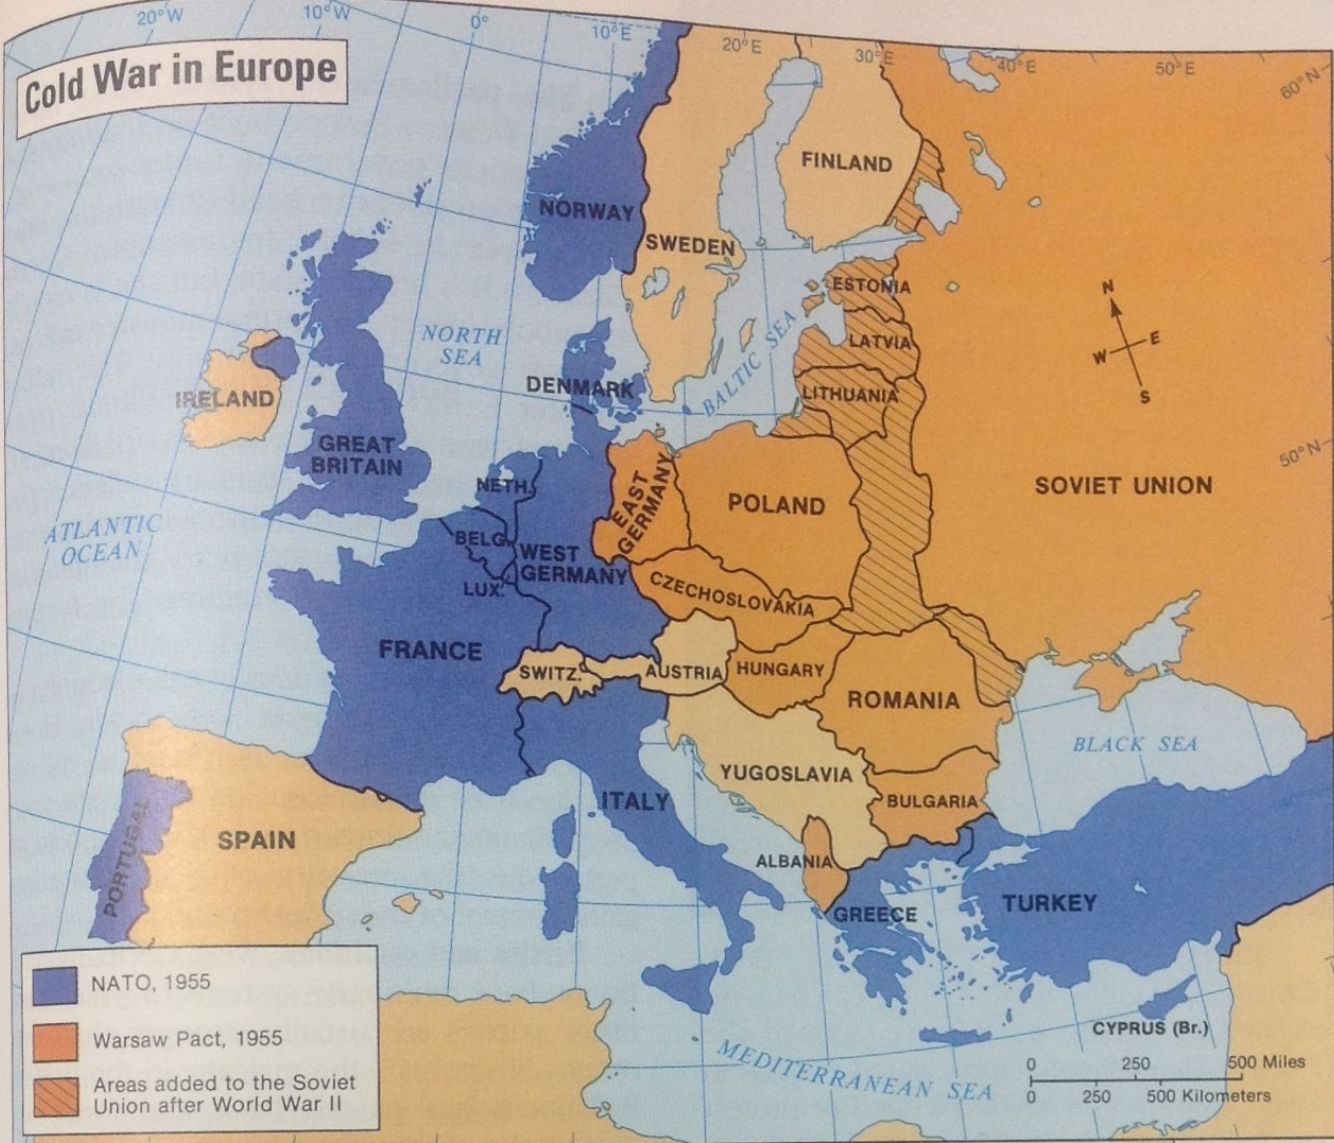 20°W
10°W
0°
10°E
20°E
30°E
40°E
50°E
60°N
Cold War in Europe
FINLAND
NORWAY
SWEDEN
ESTONIA
N
W
E
S
NORTH
SEA
BALTIC SEA
LATVIA
DENMARK
LITHUANIA
IRELAND
GREAT
BRITAIN
50°N
NETH.
EAST
GERMANY
POLAND
SOVIET UNION
ATLANTIC
OCEAN
BELG.
WEST
GERMANY
LUX.
CZECHOSLOVAKIA
FRANCE
SWITZ.
AUSTRIA
HUNGARY
ROMANIA
BLACK SEA
YUGOSLAVIA
ITALY
BULGARIA
40°N
PORTUGAL
SPAIN
ALBANIA
GREECE
TURKEY
NATO, 1955
Warsaw Pact, 1955
Areas added to the Soviet
Union after World War II
CYPRUS (Br.)
MEDITERRANEAN SEA
0 250 500 Miles
0 250 500 Kilometers